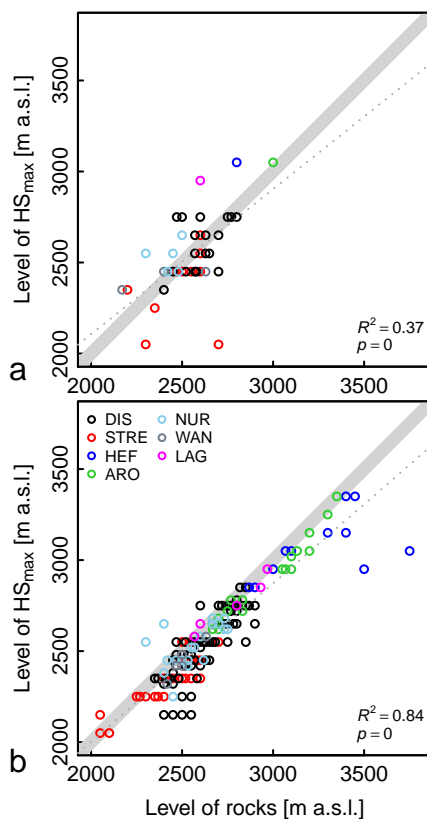 3500
3000
2500
2000
Level of HSmax [m a.s.l.]
R² = 0.37
p = 0
a
2000 2500 3000 3500
DIS NUR
STRE WAN
HEF LAG
ARO
3500
3000
2500
2000
Level of HSmax [m a.s.l.]
R² = 0.84
p = 0
b
2000 2500 3000 3500
Level of rocks [m a.s.l.]